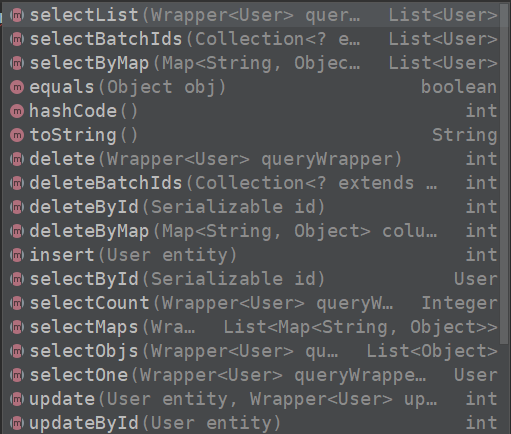 selectList(Wrapper<User> quer… List<User>
selectBatchIds(Collection<? e… List<User>
selectByMap(Map<String, Objec… List<User>
equals(Object obj) boolean
hashCode() int
toString() String
delete(Wrapper<User> queryWrapper) int
deleteBatchIds(Collection<? extends … int
deleteById(Serializable id) int
deleteByMap(Map<String, Object> colu… int
insert(User entity) int
selectById(Serializable id) User
selectCount(Wrapper<User> queryW… Integer
selectMaps(Wra… List<Map<String, Object>>
selectObjs(Wrapper<User> qu… List<Object>
selectOne(Wrapper<User> queryWrappe… User
update(User entity, Wrapper<User> up… int
updateById(User entity) int